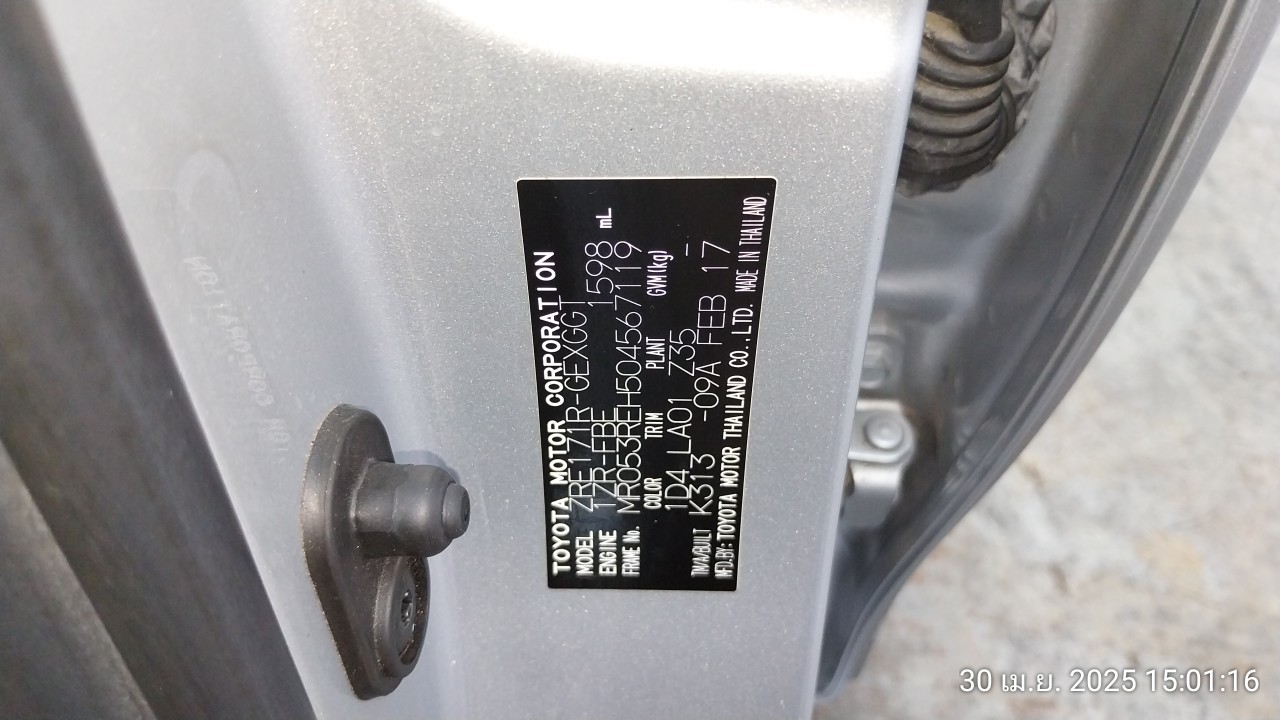 TOYOTA MOTOR CORPORATION
MODEL ZRE171R-GEXGGT
ENGINE 1ZR-FBE 1598 mL
FRAME No. MR053REH504567119
COLOR TRIM PLANT GVM(kg)
1D4 LA01 Z35 –
TM/A/BUILT K313 -09A FEB 17
MFD.BY: TOYOTA MOTOR THAILAND CO.,LTD. MADE IN THAILAND
30 เม.ย. 2025 15:01:16